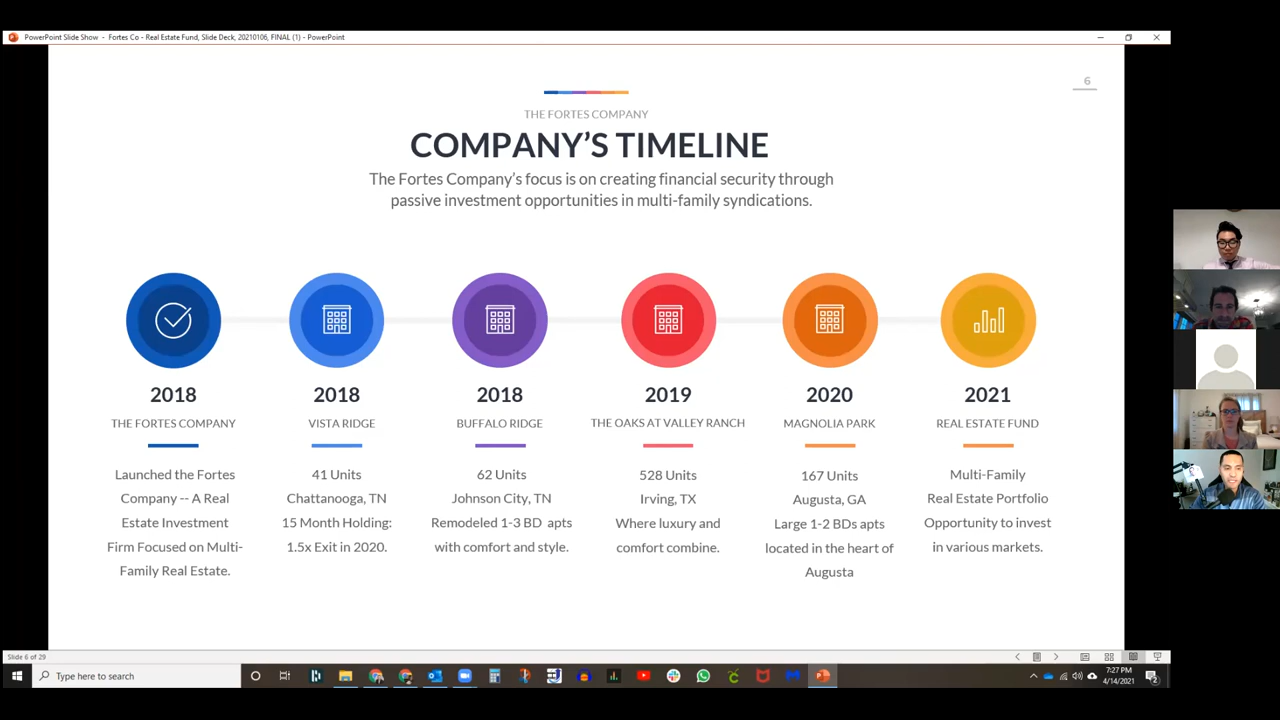 PowerPoint Slide Show - Fortes Co - Real Estate Fund, Slide Deck, 20210106, FINAL (1) - PowerPoint
6
THE FORTES COMPANY
COMPANY'S TIMELINE
The Fortes Company's focus is on creating financial security through
passive investment opportunities in multi-family syndications.
2018
THE FORTES COMPANY
Launched the Fortes
Company -- A Real
Estate Investment
Firm Focused on Multi-
Family Real Estate.
2018
VISTA RIDGE
41 Units
Chattanooga, TN
15 Month Holding:
1.5x Exit in 2020.
2018
BUFFALO RIDGE
62 Units
Johnson City, TN
Remodeled 1-3 BD apts
with comfort and style.
2019
THE OAKS AT VALLEY RANCH
528 Units
Irving, TX
Where luxury and
comfort combine.
2020
MAGNOLIA PARK
167 Units
Augusta, GA
Large 1-2 BDs apts
located in the heart of
Augusta
2021
REAL ESTATE FUND
Multi-Family
Real Estate Portfolio
Opportunity to invest
in various markets.
Slide 6 of 29
Type here to search
7:27 PM
4/14/2021
2